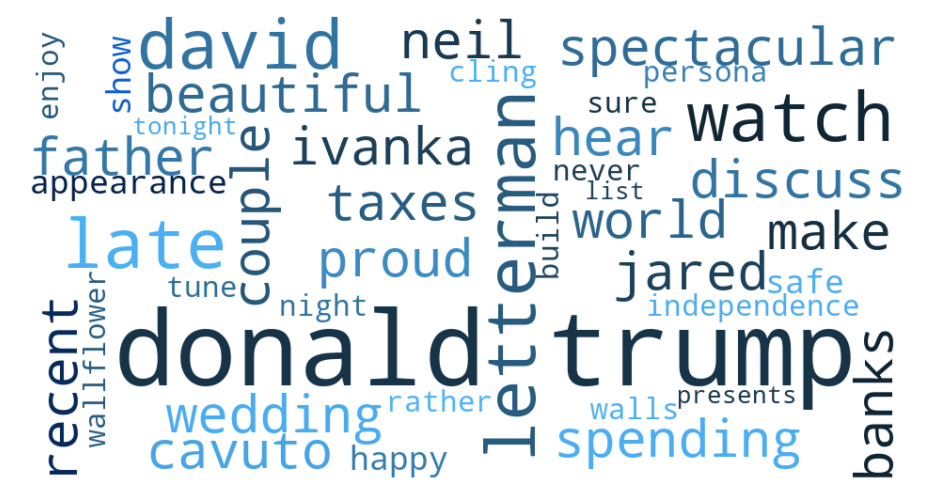 david
neil
spectacular
enjoy
show
cling
persona
beautiful
sure
watch
tonight
hear
father
couple
ivanka
letterman
never
appearance
list
discuss
taxes
build
world
make
late
proud
jared
safe
tune
night
independence
recent
wallflower
donald
trump
banks
presents
wedding
rather
walls
cavuto
happy
spending